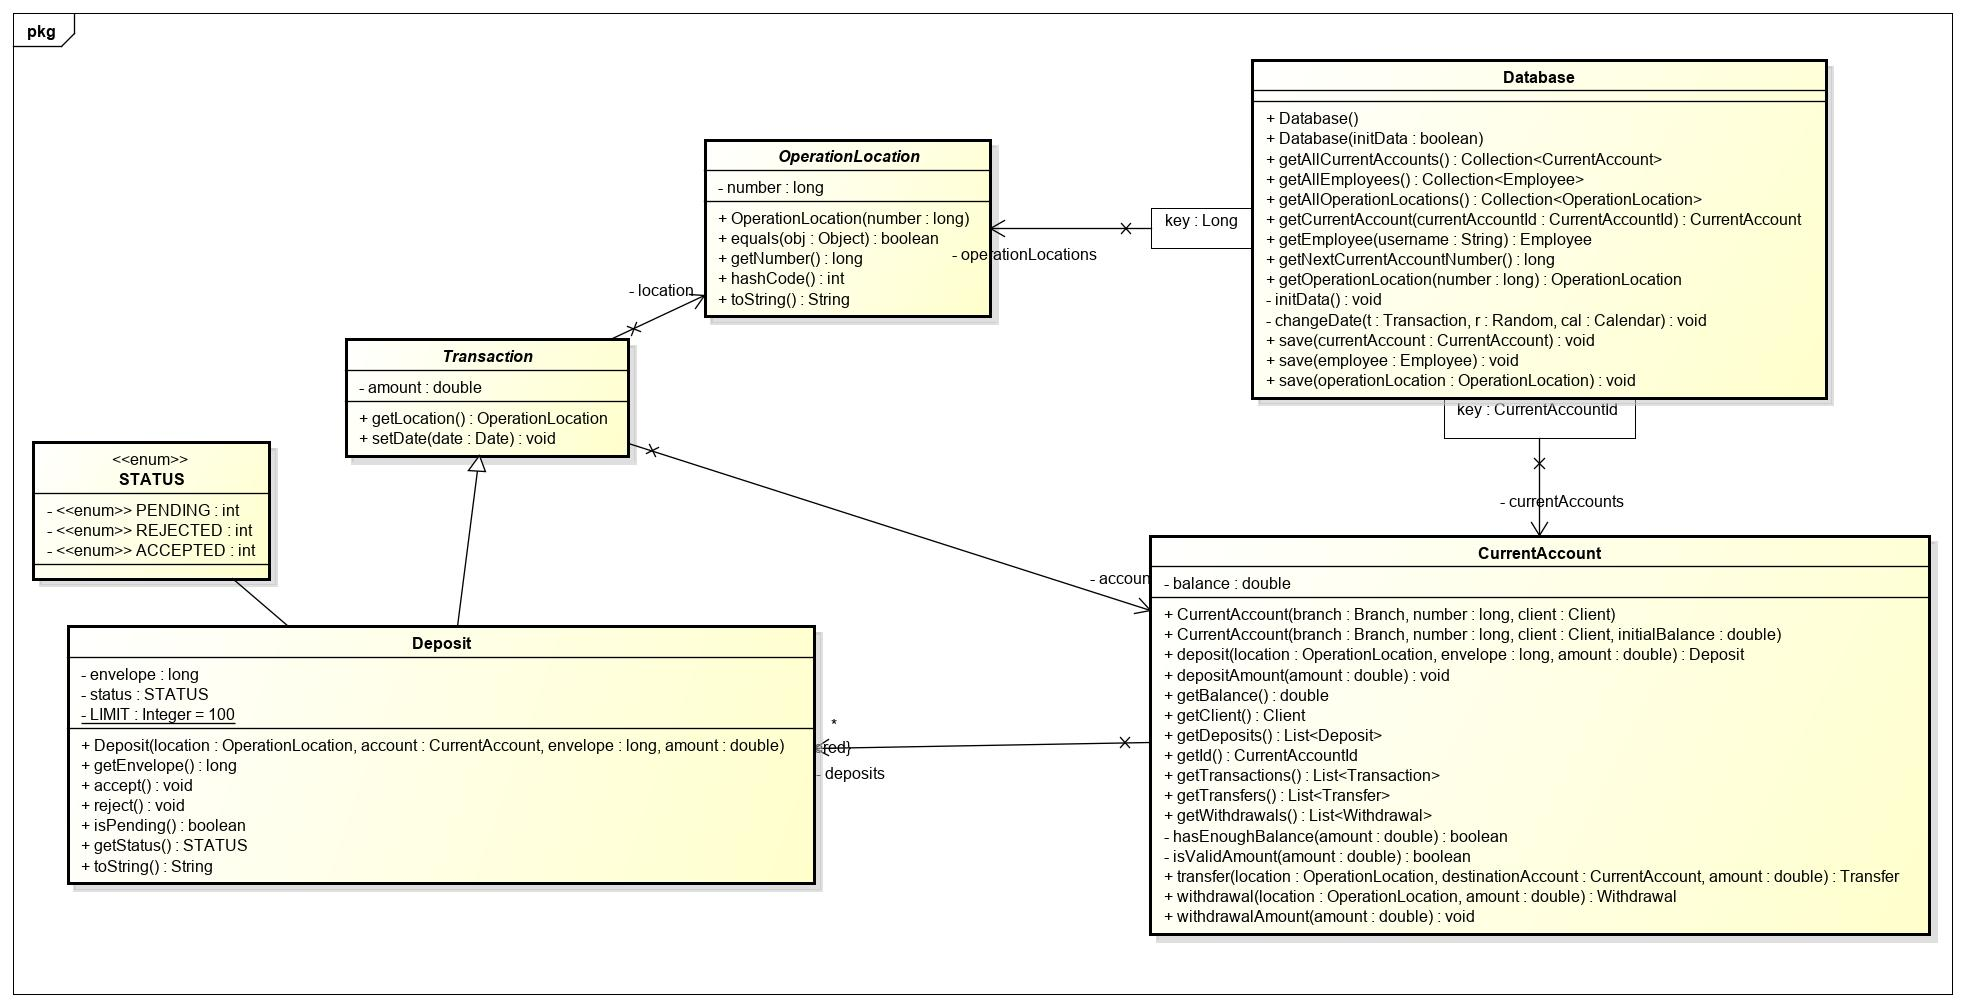 pkg
Database
+ Database()
+ Database(initData : boolean)
+ getAllCurrentAccounts() : Collection<CurrentAccount>
+ getAllEmployees() : Collection<Employee>
+ getAllOperationLocations() : Collection<OperationLocation>
+ getCurrentAccount(currentAccountId : CurrentAccountId) : CurrentAccount
+ getEmployee(username : String) : Employee
+ getNextCurrentAccountNumber() : long
+ getOperationLocation(number : long) : OperationLocation
- initData() : void
- changeDate(t : Transaction, r : Random, cal : Calendar) : void
+ save(currentAccount : CurrentAccount) : void
+ save(employee : Employee) : void
+ save(operationLocation : OperationLocation) : void
key : Long
key : CurrentAccountId
OperationLocation
- number : long
+ OperationLocation(number : long)
+ equals(obj : Object) : boolean
+ getNumber() : long
+ hashCode() : int
+ toString() : String
- operationLocations
- location
Transaction
- amount : double
+ getLocation() : OperationLocation
+ setDate(date : Date) : void
<<enum>>
STATUS
- <<enum>> PENDING : int
- <<enum>> REJECTED : int
- <<enum>> ACCEPTED : int
- currentAccounts
- accoun
CurrentAccount
- balance : double
+ CurrentAccount(branch : Branch, number : long, client : Client)
+ CurrentAccount(branch : Branch, number : long, client : Client, initialBalance : double)
+ deposit(location : OperationLocation, envelope : long, amount : double) : Deposit
+ depositAmount(amount : double) : void
+ getBalance() : double
+ getClient() : Client
+ getDeposits() : List<Deposit>
+ getId() : CurrentAccountId
+ getTransactions() : List<Transaction>
+ getTransfers() : List<Transfer>
+ getWithdrawals() : List<Withdrawal>
- hasEnoughBalance(amount : double) : boolean
- isValidAmount(amount : double) : boolean
+ transfer(location : OperationLocation, destinationAccount : CurrentAccount, amount : double) : Transfer
+ withdrawal(location : OperationLocation, amount : double) : Withdrawal
+ withdrawalAmount(amount : double) : void
Deposit
- envelope : long
- status : STATUS
- LIMIT : Integer = 100
+ Deposit(location : OperationLocation, account : CurrentAccount, envelope : long, amount : double)
+ getEnvelope() : long
+ accept() : void
+ reject() : void
+ isPending() : boolean
+ getStatus() : STATUS
+ toString() : String
*
red}
- deposits